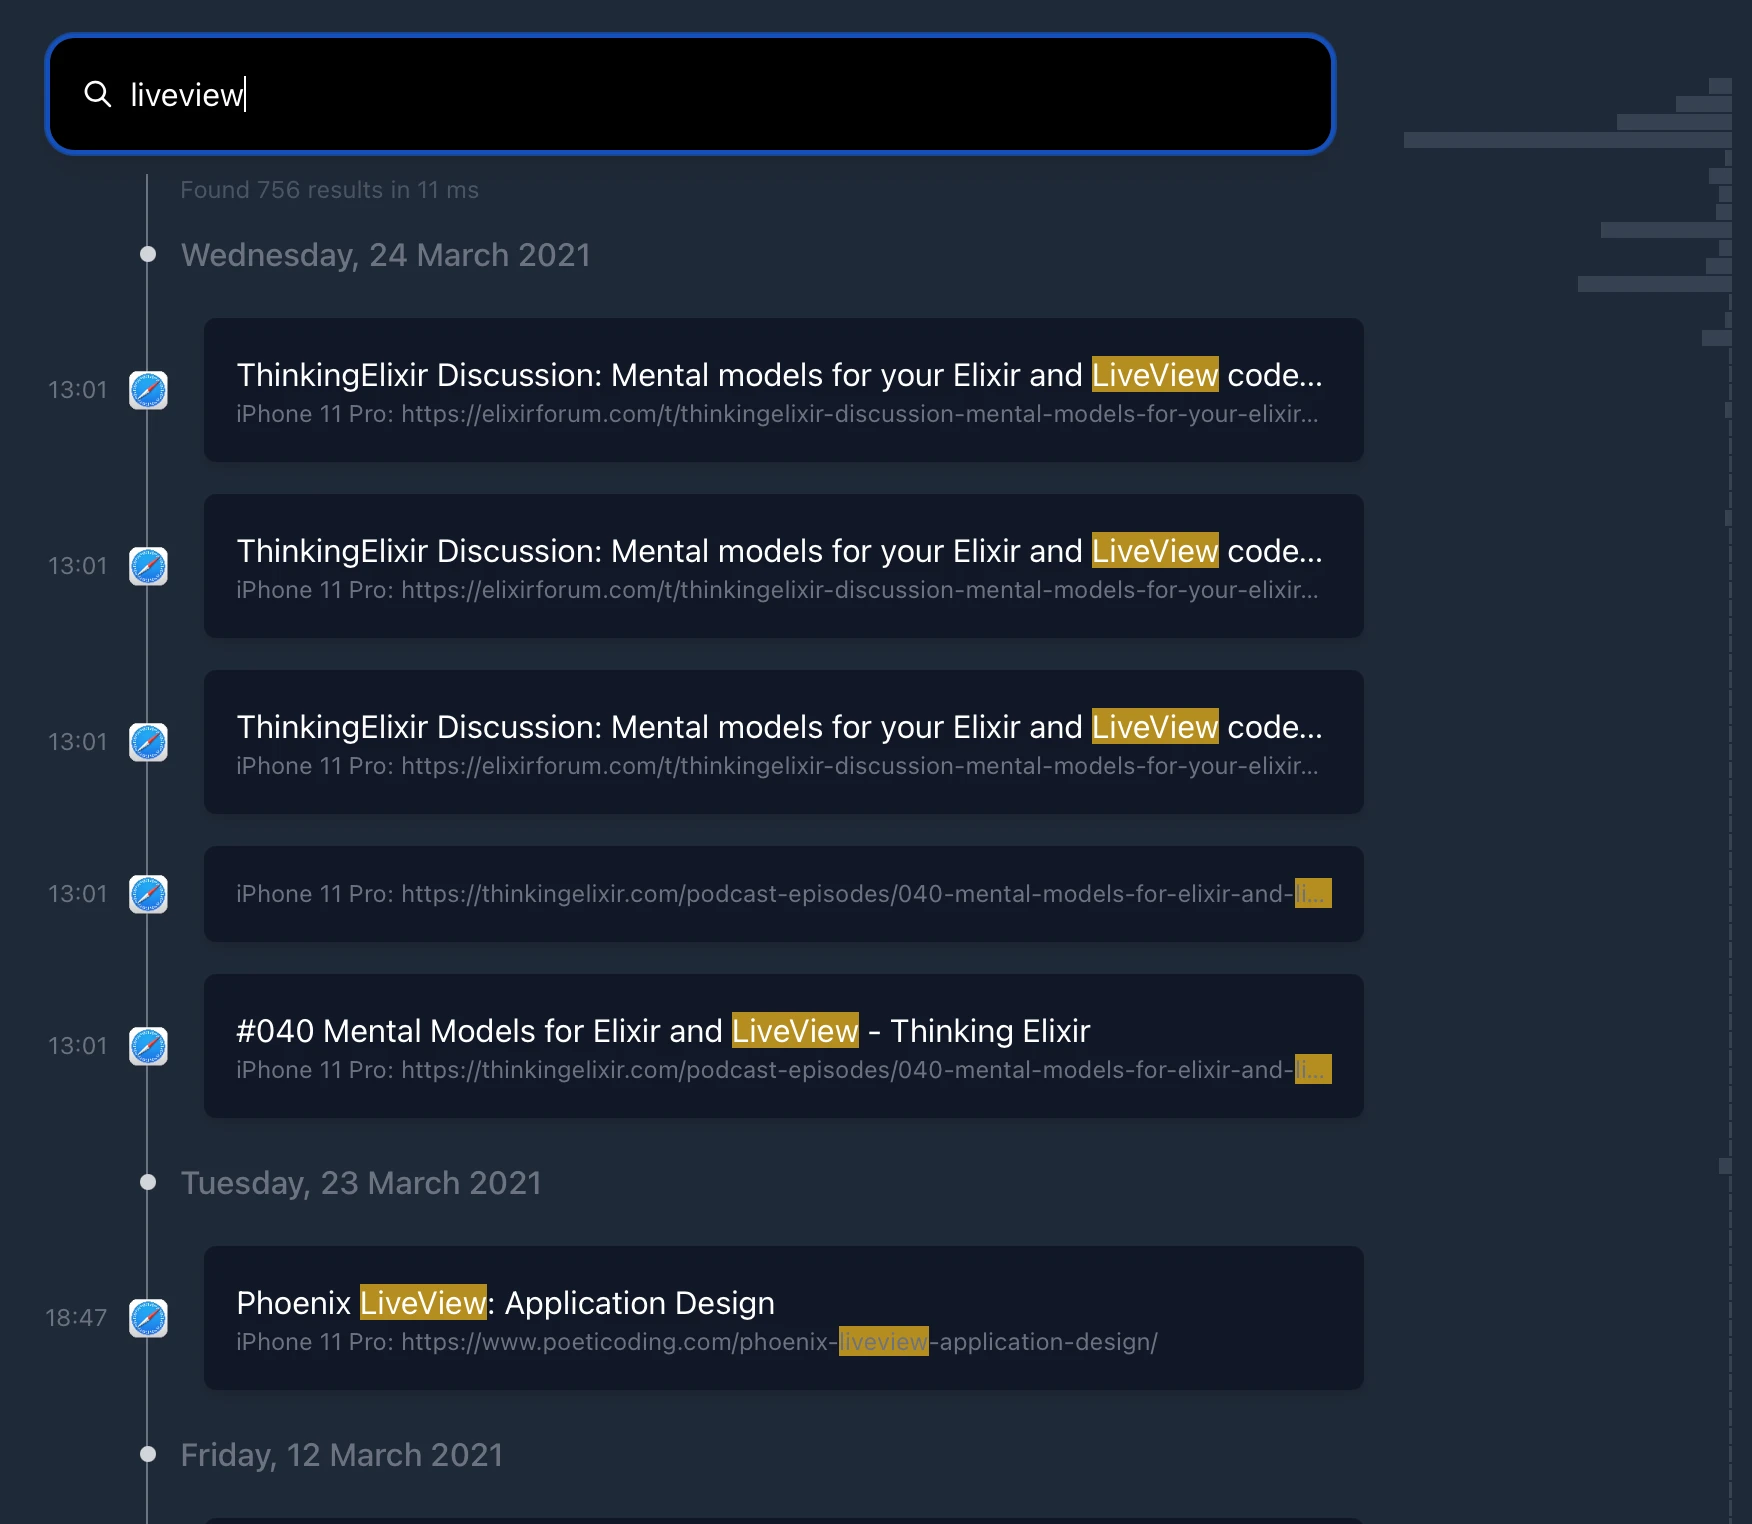 liveview
Found 756 results in 11 ms
Wednesday, 24 March 2021
13:01
ThinkingElixir Discussion: Mental models for your Elixir and LiveView code...
iPhone 11 Pro: https://elixirforum.com/t/thinkingelixir-discussion-mental-models-for-your-elixir...
13:01
ThinkingElixir Discussion: Mental models for your Elixir and LiveView code...
iPhone 11 Pro: https://elixirforum.com/t/thinkingelixir-discussion-mental-models-for-your-elixir...
13:01
ThinkingElixir Discussion: Mental models for your Elixir and LiveView code...
iPhone 11 Pro: https://elixirforum.com/t/thinkingelixir-discussion-mental-models-for-your-elixir...
13:01
iPhone 11 Pro: https://thinkingelixir.com/podcast-episodes/040-mental-models-for-elixir-and-li...
13:01
#040 Mental Models for Elixir and LiveView - Thinking Elixir
iPhone 11 Pro: https://thinkingelixir.com/podcast-episodes/040-mental-models-for-elixir-and-li...
Tuesday, 23 March 2021
18:47
Phoenix LiveView: Application Design
iPhone 11 Pro: https://www.poeticoding.com/phoenix-liveview-application-design/
Friday, 12 March 2021